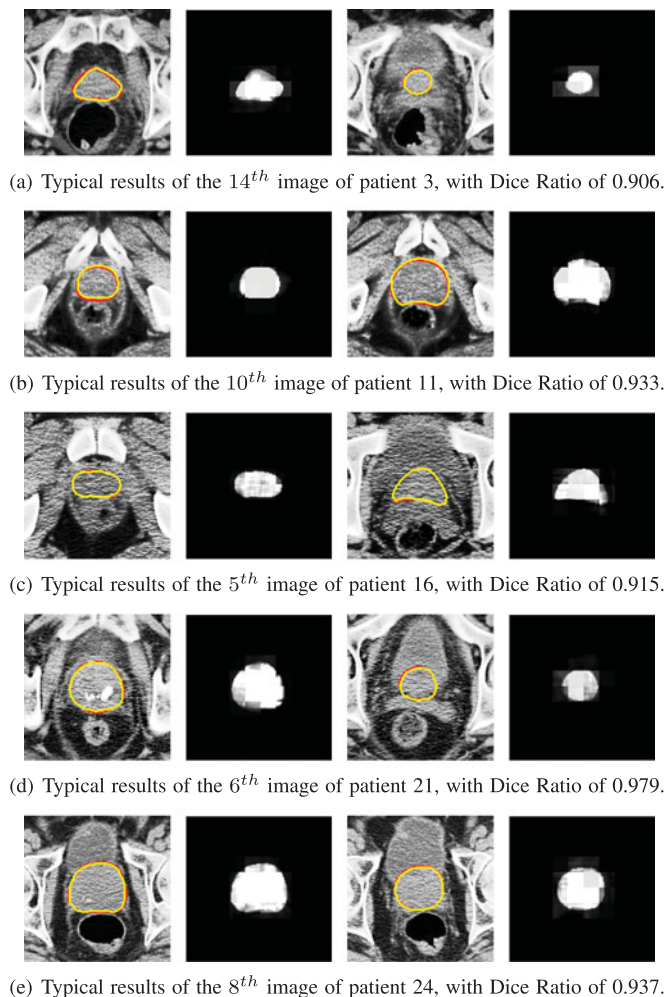 (a) Typical results of the 14th image of patient 3, with Dice Ratio of 0.906.
(b) Typical results of the 10th image of patient 11, with Dice Ratio of 0.933.
(c) Typical results of the 5th image of patient 16, with Dice Ratio of 0.915.
(d) Typical results of the 6th image of patient 21, with Dice Ratio of 0.979.
(e) Typical results of the 8th image of patient 24, with Dice Ratio of 0.937.